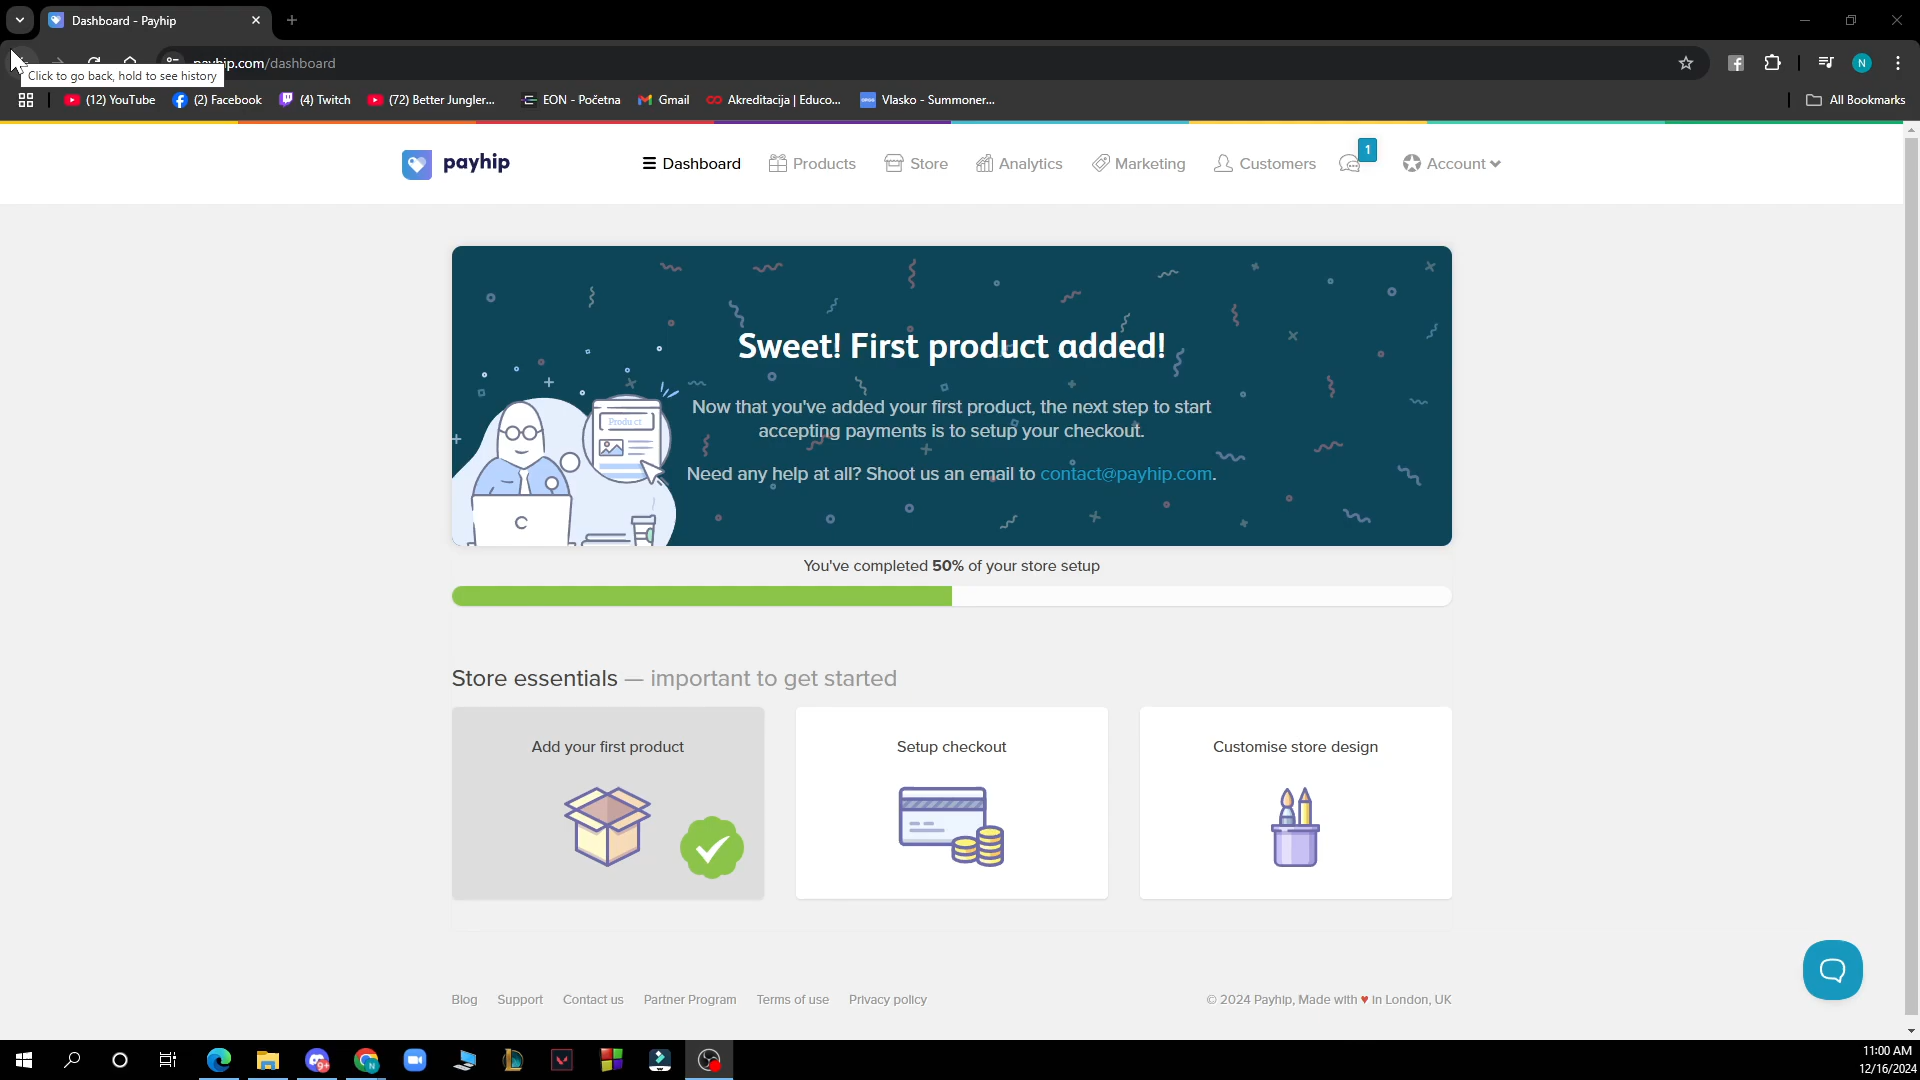 Dashboard - Payhip
payhip.com/dashboard
Click to go back, hold to see history
(12) YouTube
(2) Facebook
(4) Twitch
(72) Better Jungler...
EON - Početna
Gmail
Akreditacija | Educo...
Vlasko - Summoner...
All Bookmarks
N
payhip
Dashboard
Products
Store
Analytics
Marketing
Customers
1
Account
Sweet! First product added!
Now that you've added your first product, the next step to start
accepting payments is to setup your checkout.
Need any help at all? Shoot us an email to contact@payhip.com.
Product
You've completed 50% of your store setup
Store essentials — important to get started
Add your first product
Setup checkout
Customise store design
Blog
Support
Contact us
Partner Program
Terms of use
Privacy policy
© 2024 Payhip, Made with ♥ in London, UK
9+
N
11:00 AM
12/16/2024